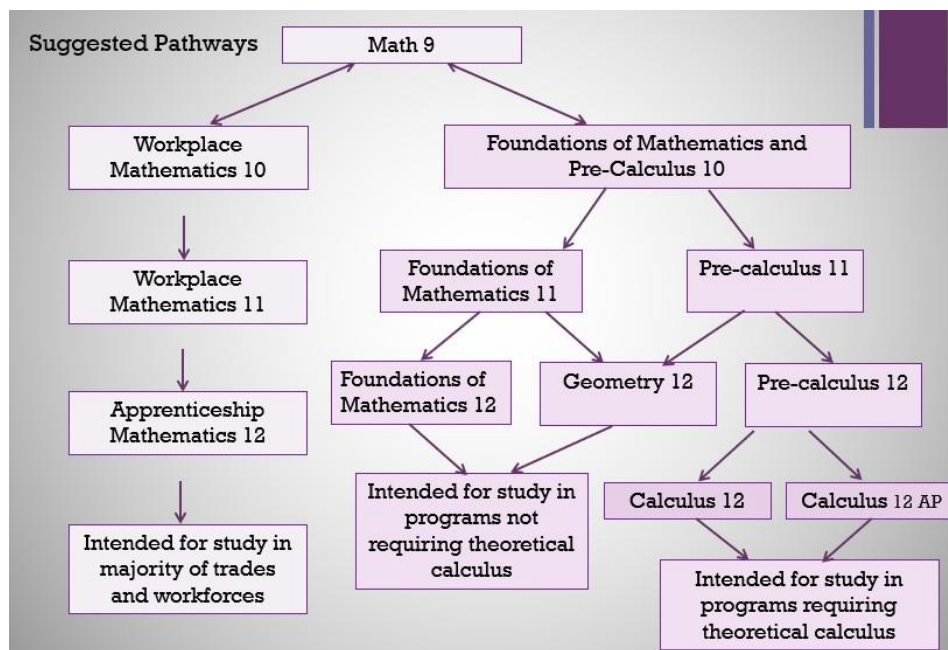 Suggested Pathways
Math 9
Workplace
Mathematics 10
Foundations of Mathematics and
Pre-Calculus 10
Workplace
Mathematics 11
Foundations of
Mathematics 11
Pre-calculus 11
Apprenticeship
Mathematics 12
Foundations of
Mathematics 12
Geometry 12
Pre-calculus 12
Calculus 12
Calculus 12 AP
Intended for study in
majority of trades
and workforces
Intended for study in
programs not
requiring theoretical
calculus
Intended for study in
programs requiring
theoretical calculus